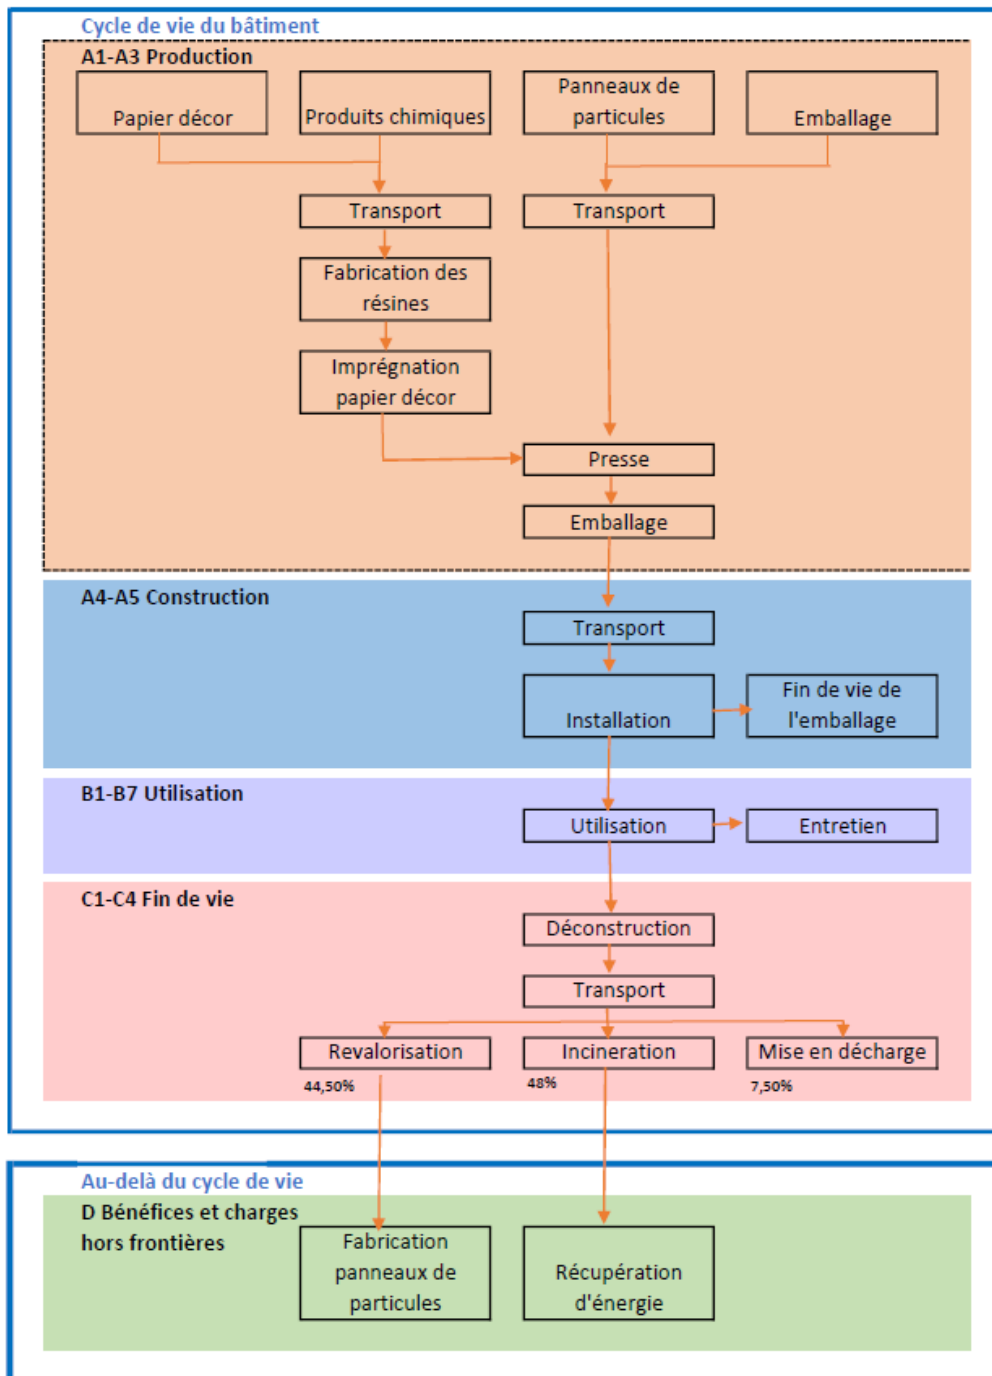 Cycle de vie du bâtiment
A1-A3 Production
Papier décor
Produits chimiques
Panneaux de
particules
Emballage
Transport
Transport
Fabrication des
résines
Imprégnation
papier décor
Presse
Emballage
A4-A5 Construction
Transport
Installation
Fin de vie de
l'emballage
B1-B7 Utilisation
Utilisation
Entretien
C1-C4 Fin de vie
Déconstruction
Transport
Revalorisation
Incineration
Mise en décharge
44,50%
48%
7,50%
Au-delà du cycle de vie
D Bénéfices et charges
hors frontières
Fabrication
panneaux de
particules
Récupération
d'énergie